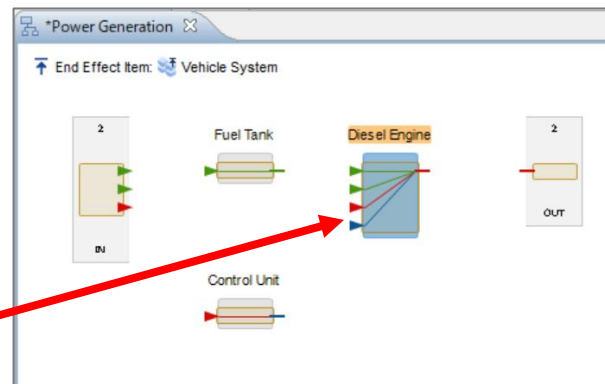 *Power Generation
End Effect Item: Vehicle System
2
Fuel Tank
Diesel Engine
2
IN
OUT
Control Unit